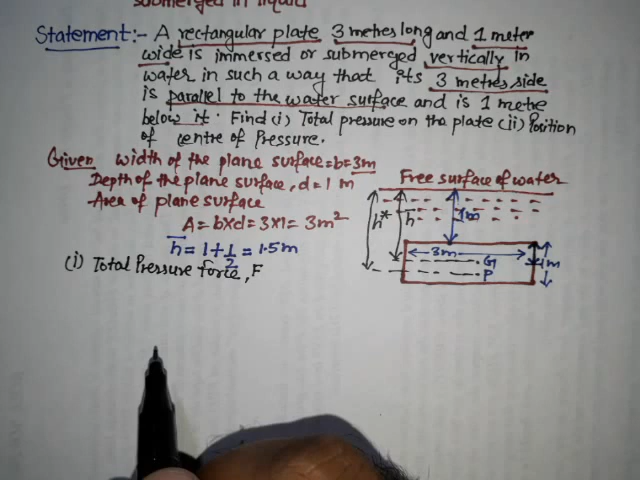 submerged in liquid
Statement:- A rectangular plate 3 metres long and 1 meter
wide is immersed or submerged vertically in
water in such a way that its 3 metres side
is parallel to the water surface and is 1 metre
below it. Find (i) Total pressure on the plate (ii) Position
of centre of Pressure.
Given width of the plane surface = b = 3m
Depth of the plane surface, d = 1 m
Area of plane surface
A = b×d = 3×1 = 3m²
h̄ = 1 + 1/2 = 1.5m
(i) Total Pressure force, F
Free surface of water
h* h̄ 1m
3m
G 1m
P